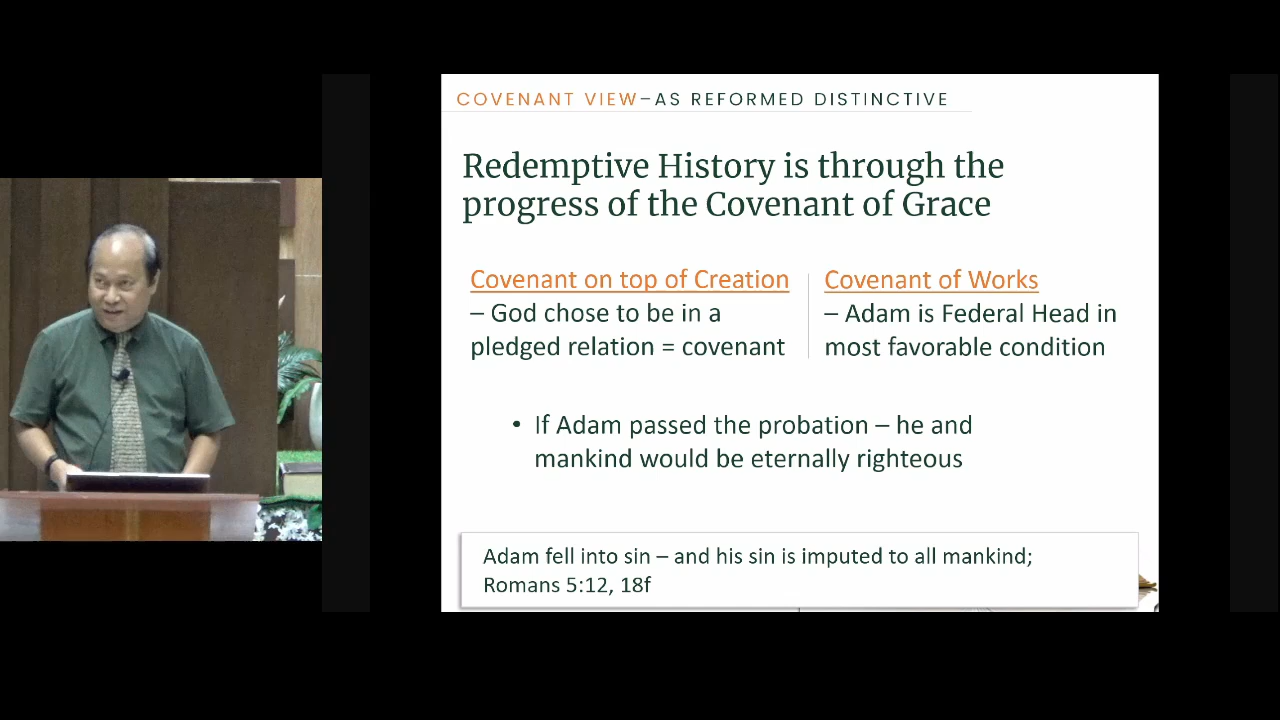 COVENANT VIEW–AS REFORMED DISTINCTIVE
Redemptive History is through the
progress of the Covenant of Grace
Covenant on top of Creation
– God chose to be in a
pledged relation = covenant
Covenant of Works
– Adam is Federal Head in
most favorable condition
• If Adam passed the probation – he and
mankind would be eternally righteous
Adam fell into sin – and his sin is imputed to all mankind;
Romans 5:12, 18f